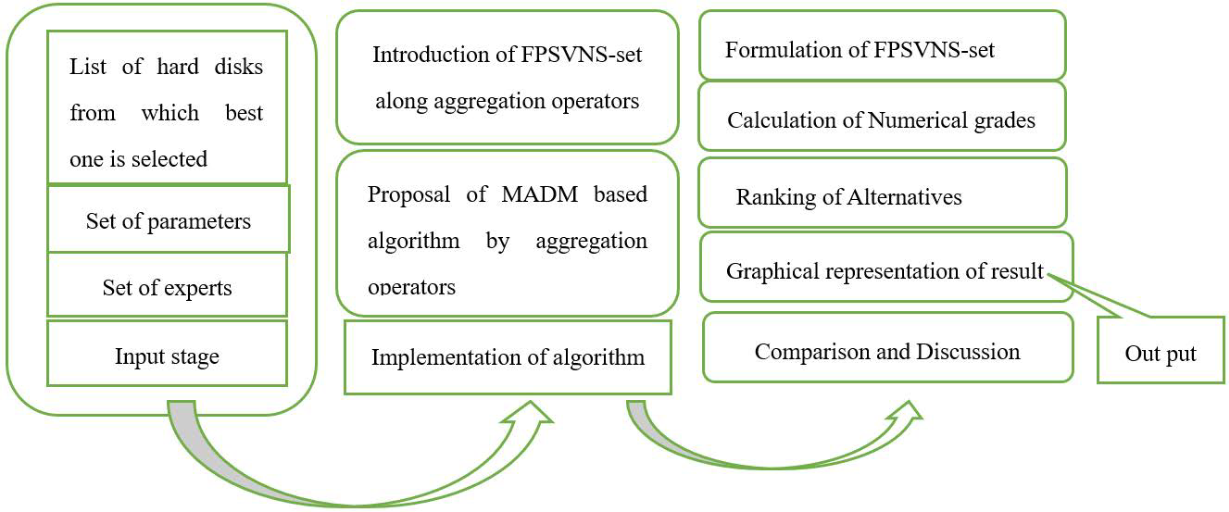 List of hard disks
from which best
one is selected
Set of parameters
Set of experts
Input stage
Introduction of FPSVNS-set
along aggregation operators
Proposal of MADM based
algorithm by aggregation
operators
Implementation of algorithm
Formulation of FPSVNS-set
Calculation of Numerical grades
Ranking of Alternatives
Graphical representation of result
Comparison and Discussion
Out put